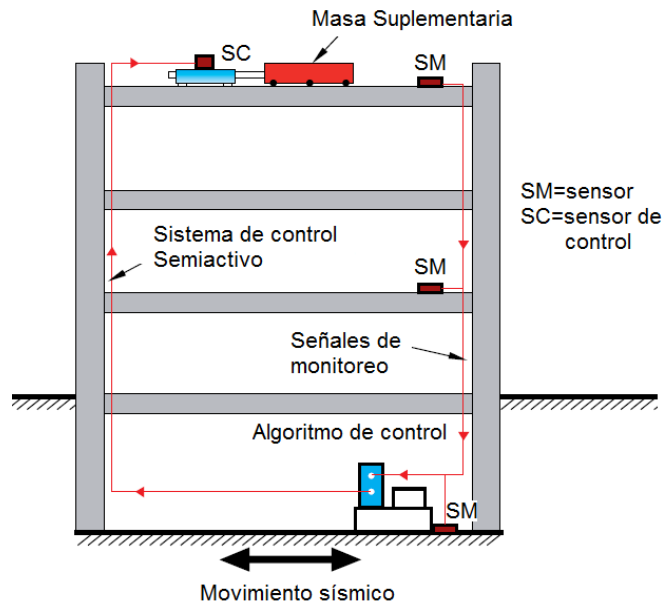 Masa Suplementaria
SC
SM
SM=sensor
SC=sensor de
control
Sistema de control
Semiactivo
SM
Señales de
monitoreo
Algoritmo de control
SM
Movimiento sísmico